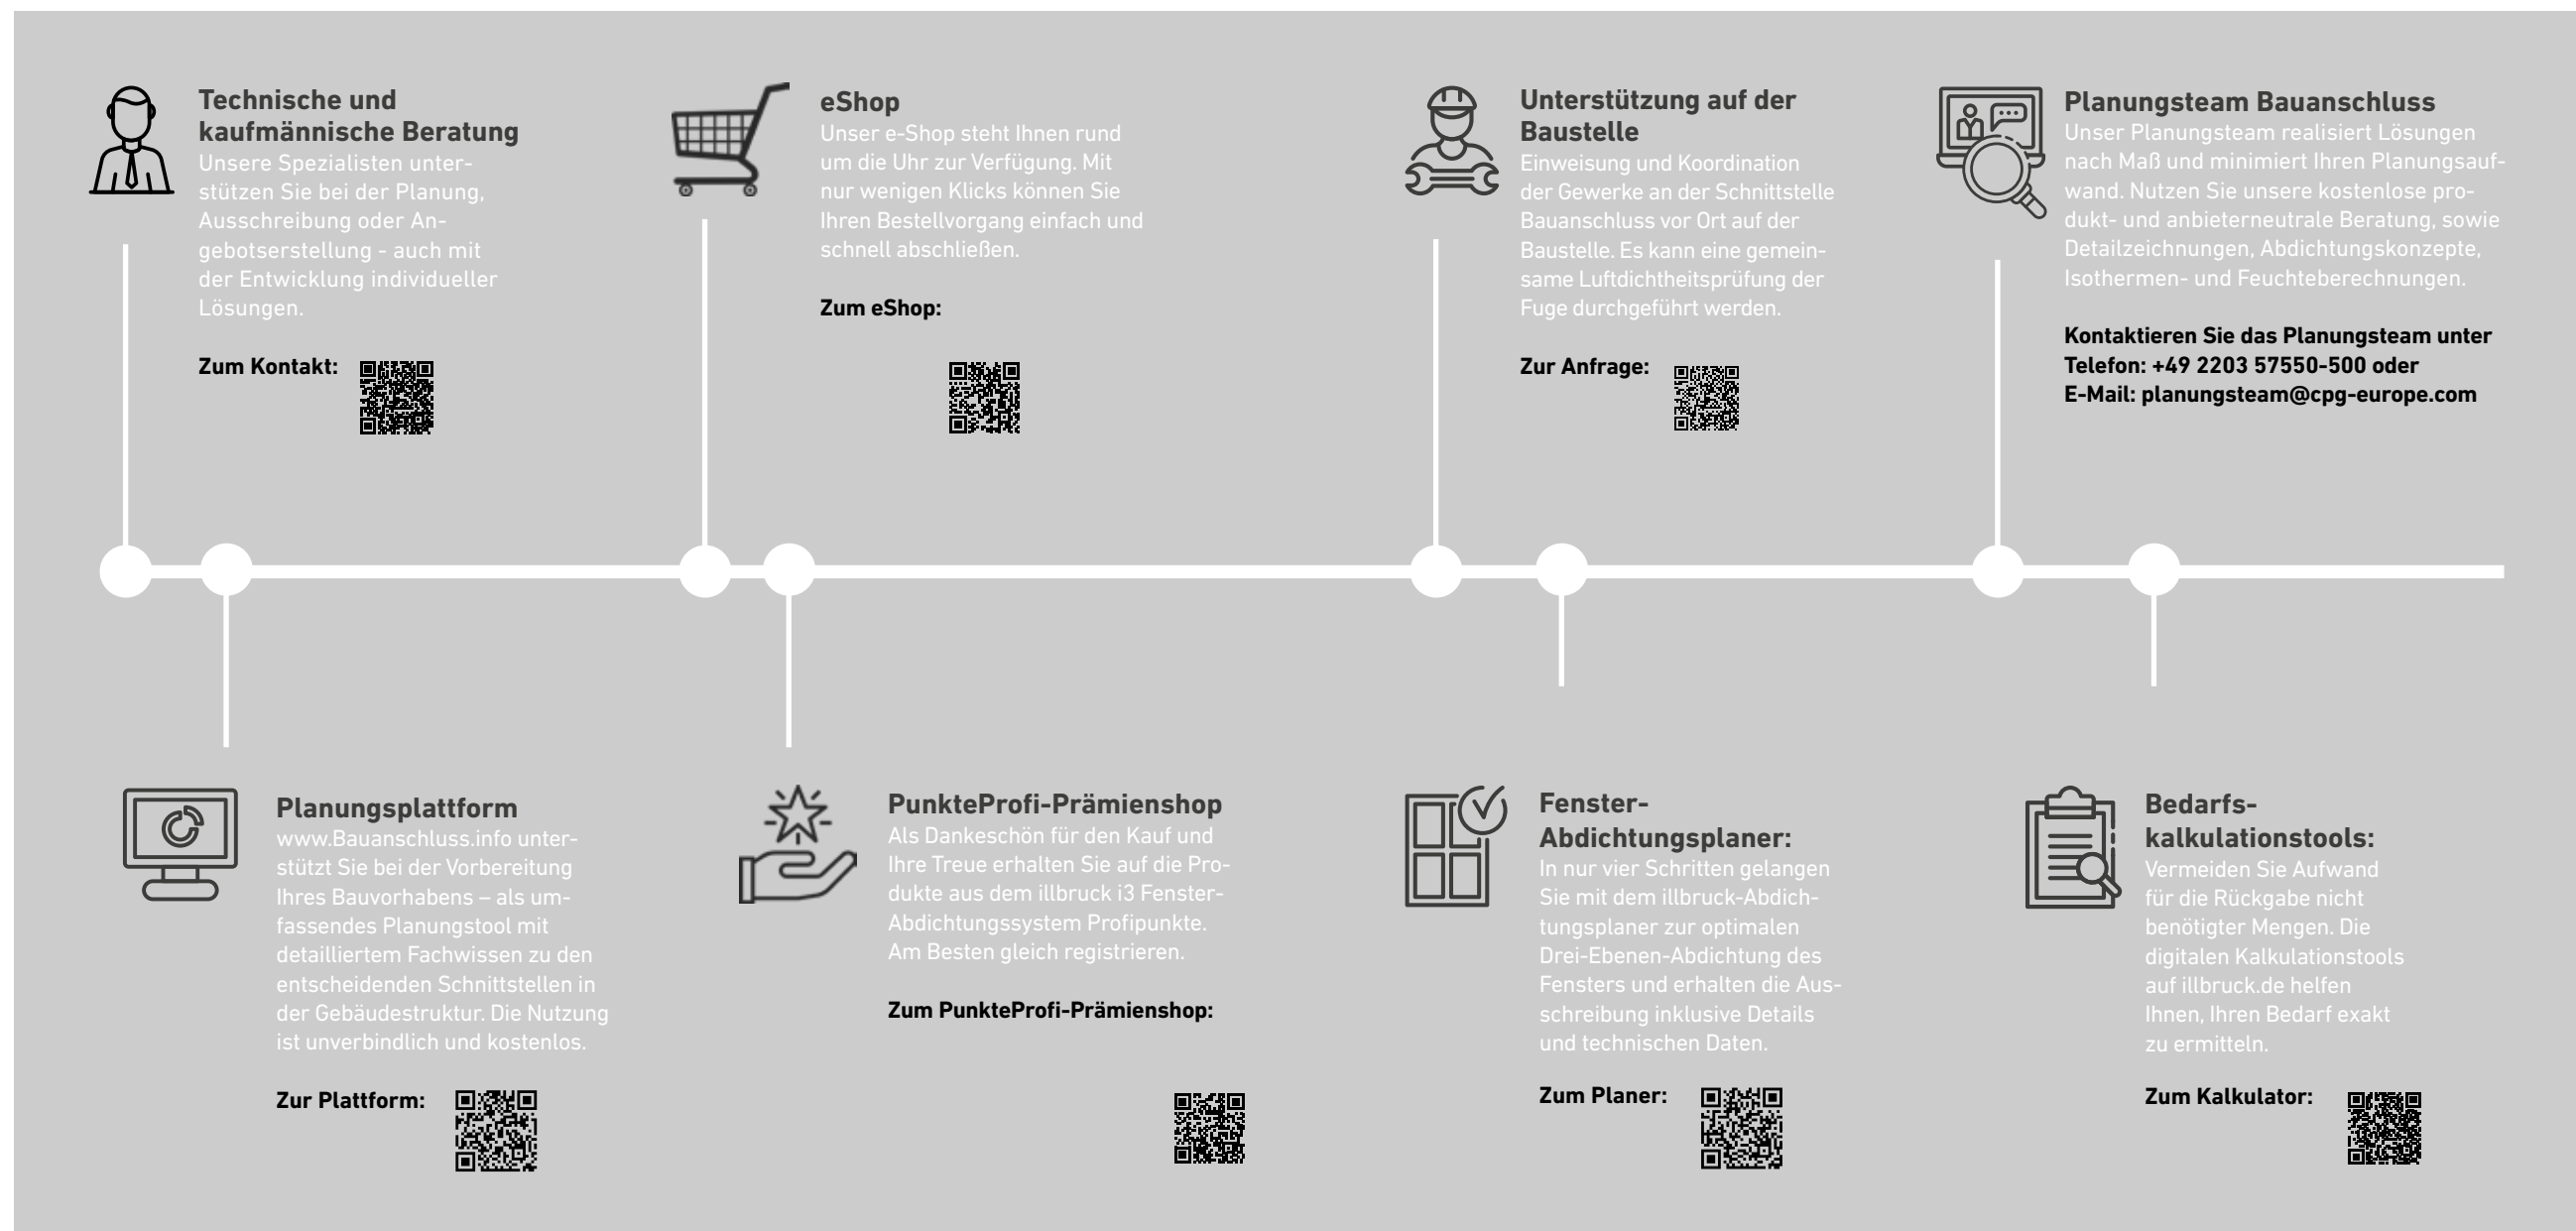 Technische und
kaufmännische Beratung
Unsere Spezialisten unter-
stützen Sie bei der Planung,
Ausschreibung oder An-
gebotserstellung - auch mit
der Entwicklung individueller
Lösungen.
Zum Kontakt:
eShop
Unser e-Shop steht Ihnen rund
um die Uhr zur Verfügung. Mit
nur wenigen Klicks können Sie
Ihren Bestellvorgang einfach und
schnell abschließen.
Zum eShop:
Unterstützung auf der
Baustelle
Einweisung und Koordination
der Gewerke an der Schnittstelle
Bauanschluss vor Ort auf der
Baustelle. Es kann eine gemein-
same Luftdichtheitsprüfung der
Fuge durchgeführt werden.
Zur Anfrage:
Planungsteam Bauanschluss
Unser Planungsteam realisiert Lösungen
nach Maß und minimiert Ihren Planungsauf-
wand. Nutzen Sie unsere kostenlose pro-
dukt- und anbieterneutrale Beratung, sowie
Detailzeichnungen, Abdichtungskonzepte,
Isothermen- und Feuchteberechnungen.
Kontaktieren Sie das Planungsteam unter
Telefon: +49 2203 57550-500 oder
E-Mail: planungsteam@cpg-europe.com
Planungsplattform
www.Bauanschluss.info unter-
stützt Sie bei der Vorbereitung
Ihres Bauvorhabens – als um-
fassendes Planungstool mit
detailliertem Fachwissen zu den
entscheidenden Schnittstellen in
der Gebäudestruktur. Die Nutzung
ist unverbindlich und kostenlos.
Zur Plattform:
PunkteProfi-Prämienshop
Als Dankeschön für den Kauf und
Ihre Treue erhalten Sie auf die Pro-
dukte aus dem illbruck i3 Fenster-
Abdichtungssystem Profipunkte.
Am Besten gleich registrieren.
Zum PunkteProfi-Prämienshop:
Fenster-
Abdichtungsplaner:
In nur vier Schritten gelangen
Sie mit dem illbruck-Abdich-
tungsplaner zur optimalen
Drei-Ebenen-Abdichtung des
Fensters und erhalten die Aus-
schreibung inklusive Details
und technischen Daten.
Zum Planer:
Bedarfs-
kalkulationstools:
Vermeiden Sie Aufwand
für die Rückgabe nicht
benötigter Mengen. Die
digitalen Kalkulationstools
auf illbruck.de helfen
Ihnen, Ihren Bedarf exakt
zu ermitteln.
Zum Kalkulator: